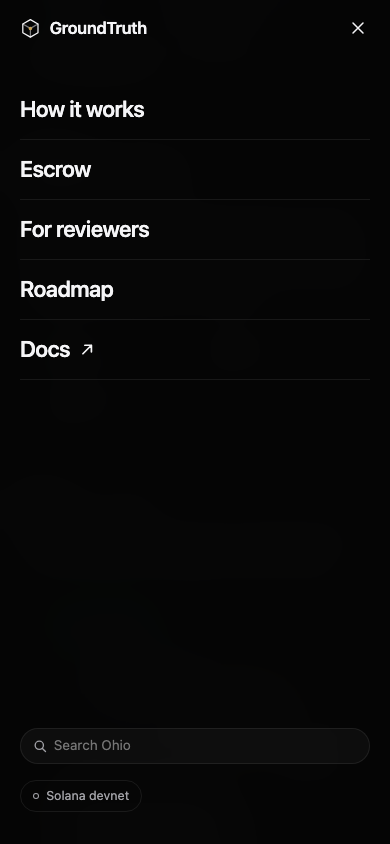 GroundTruth
How it works
Escrow
For reviewers
Roadmap
Docs ↗
Search Ohio
Solana devnet